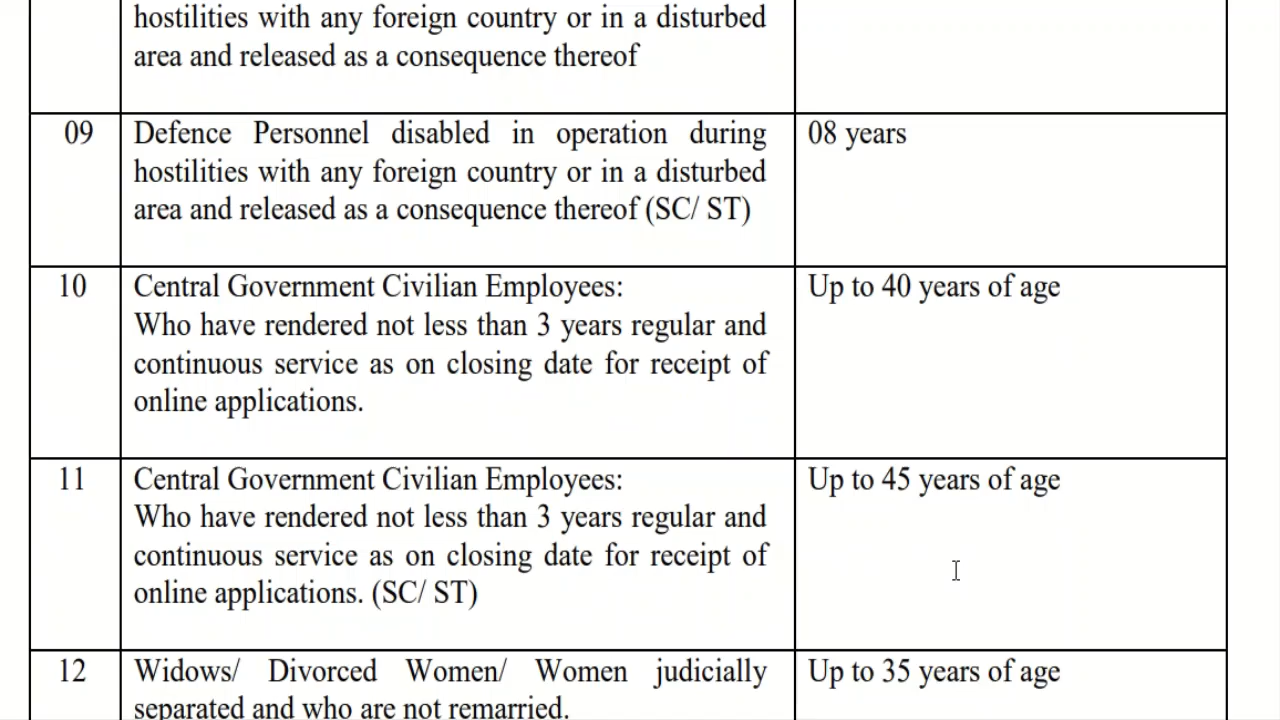 hostilities with any foreign country or in a disturbed
area and released as a consequence thereof
09 Defence Personnel disabled in operation during 08 years
hostilities with any foreign country or in a disturbed
area and released as a consequence thereof (SC/ ST)
10 Central Government Civilian Employees: Up to 40 years of age
Who have rendered not less than 3 years regular and
continuous service as on closing date for receipt of
online applications.
11 Central Government Civilian Employees: Up to 45 years of age
Who have rendered not less than 3 years regular and
continuous service as on closing date for receipt of
online applications. (SC/ ST)
12 Widows/ Divorced Women/ Women judicially Up to 35 years of age
separated and who are not remarried.